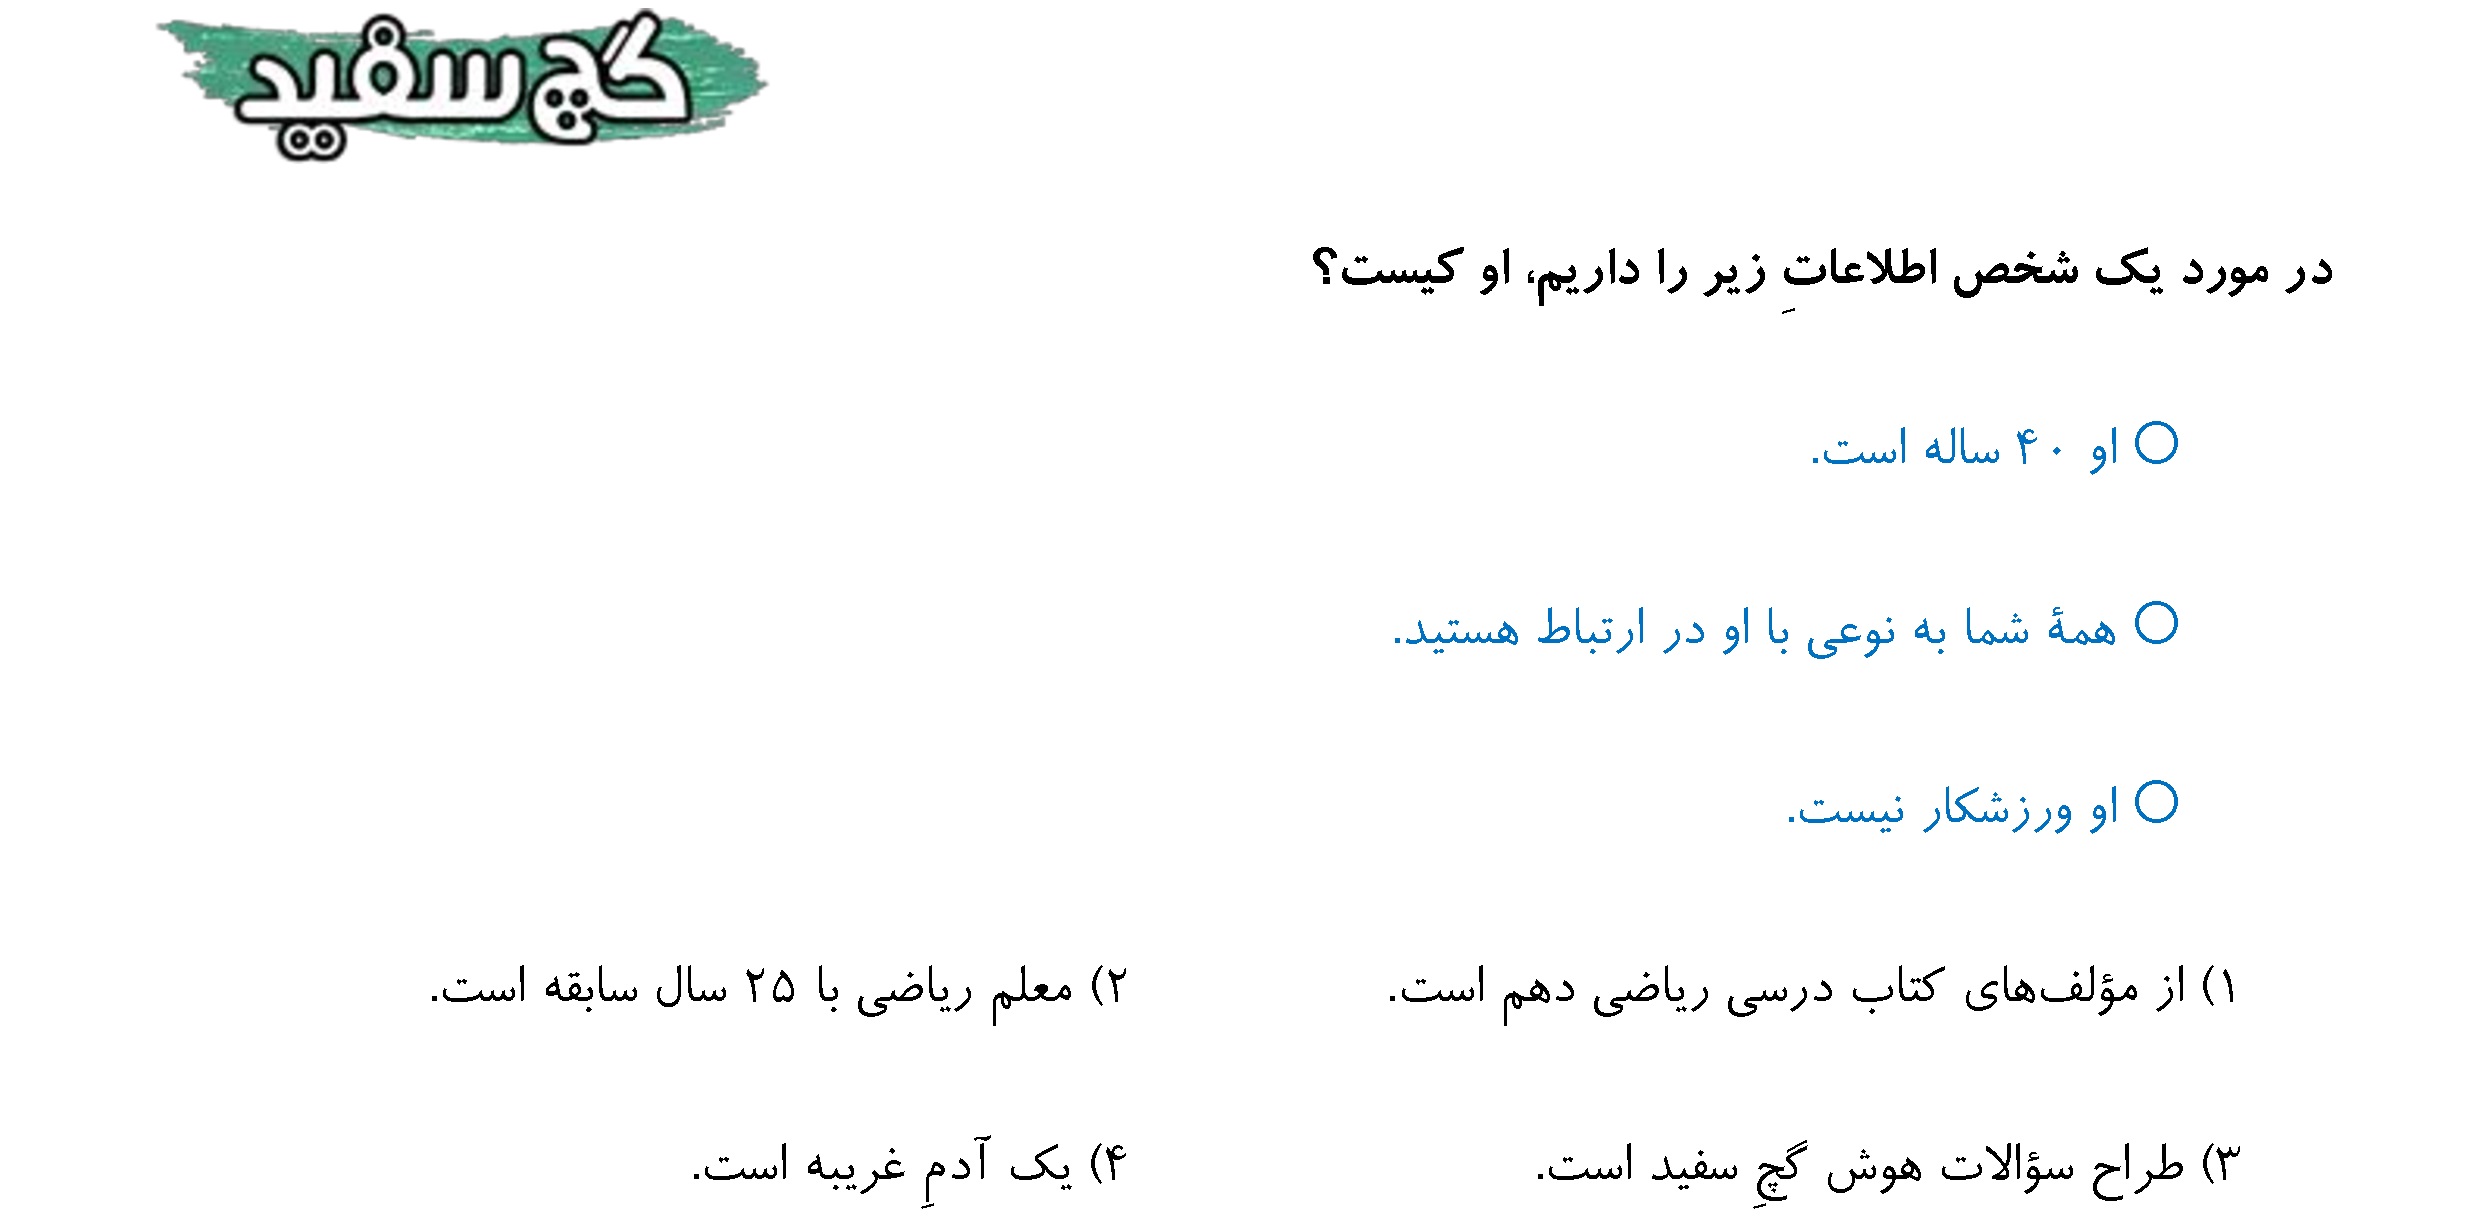 گچ سفید
در مورد یک شخص اطلاعاتِ زیر را داریم، او کیست؟
○ او ۴۰ ساله است.
○ همهٔ شما به نوعی با او در ارتباط هستید.
○ او ورزشکار نیست.
۱) از مؤلف‌های کتاب درسی ریاضی دهم است. ۲) معلم ریاضی با ۲۵ سال سابقه است.
۳) طراح سؤالات هوش گچِ سفید است. ۴) یک آدمِ غریبه است.